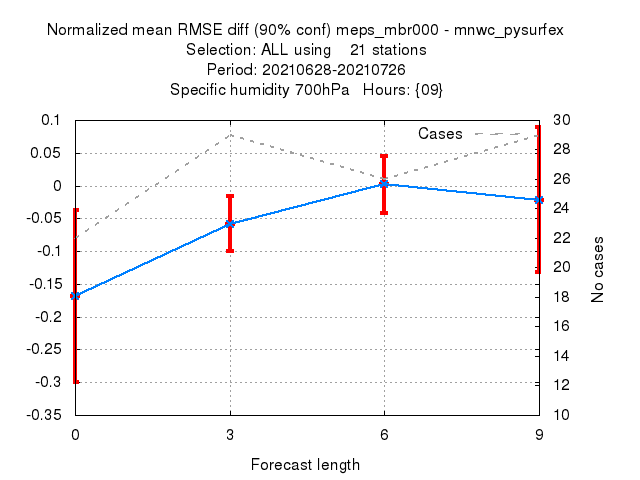 Normalized mean RMSE diff (90% conf) meps_mbr000 - mnwc_pysurfex
Selection: ALL using 21 stations
Period: 20210628-20210726
Specific humidity 700hPa Hours: {09}
Cases
0.1
0.05
0
-0.05
-0.1
-0.15
-0.2
-0.25
-0.3
-0.35
30
28
26
24
22
20
18
16
14
12
10
No cases
0 3 6 9
Forecast length